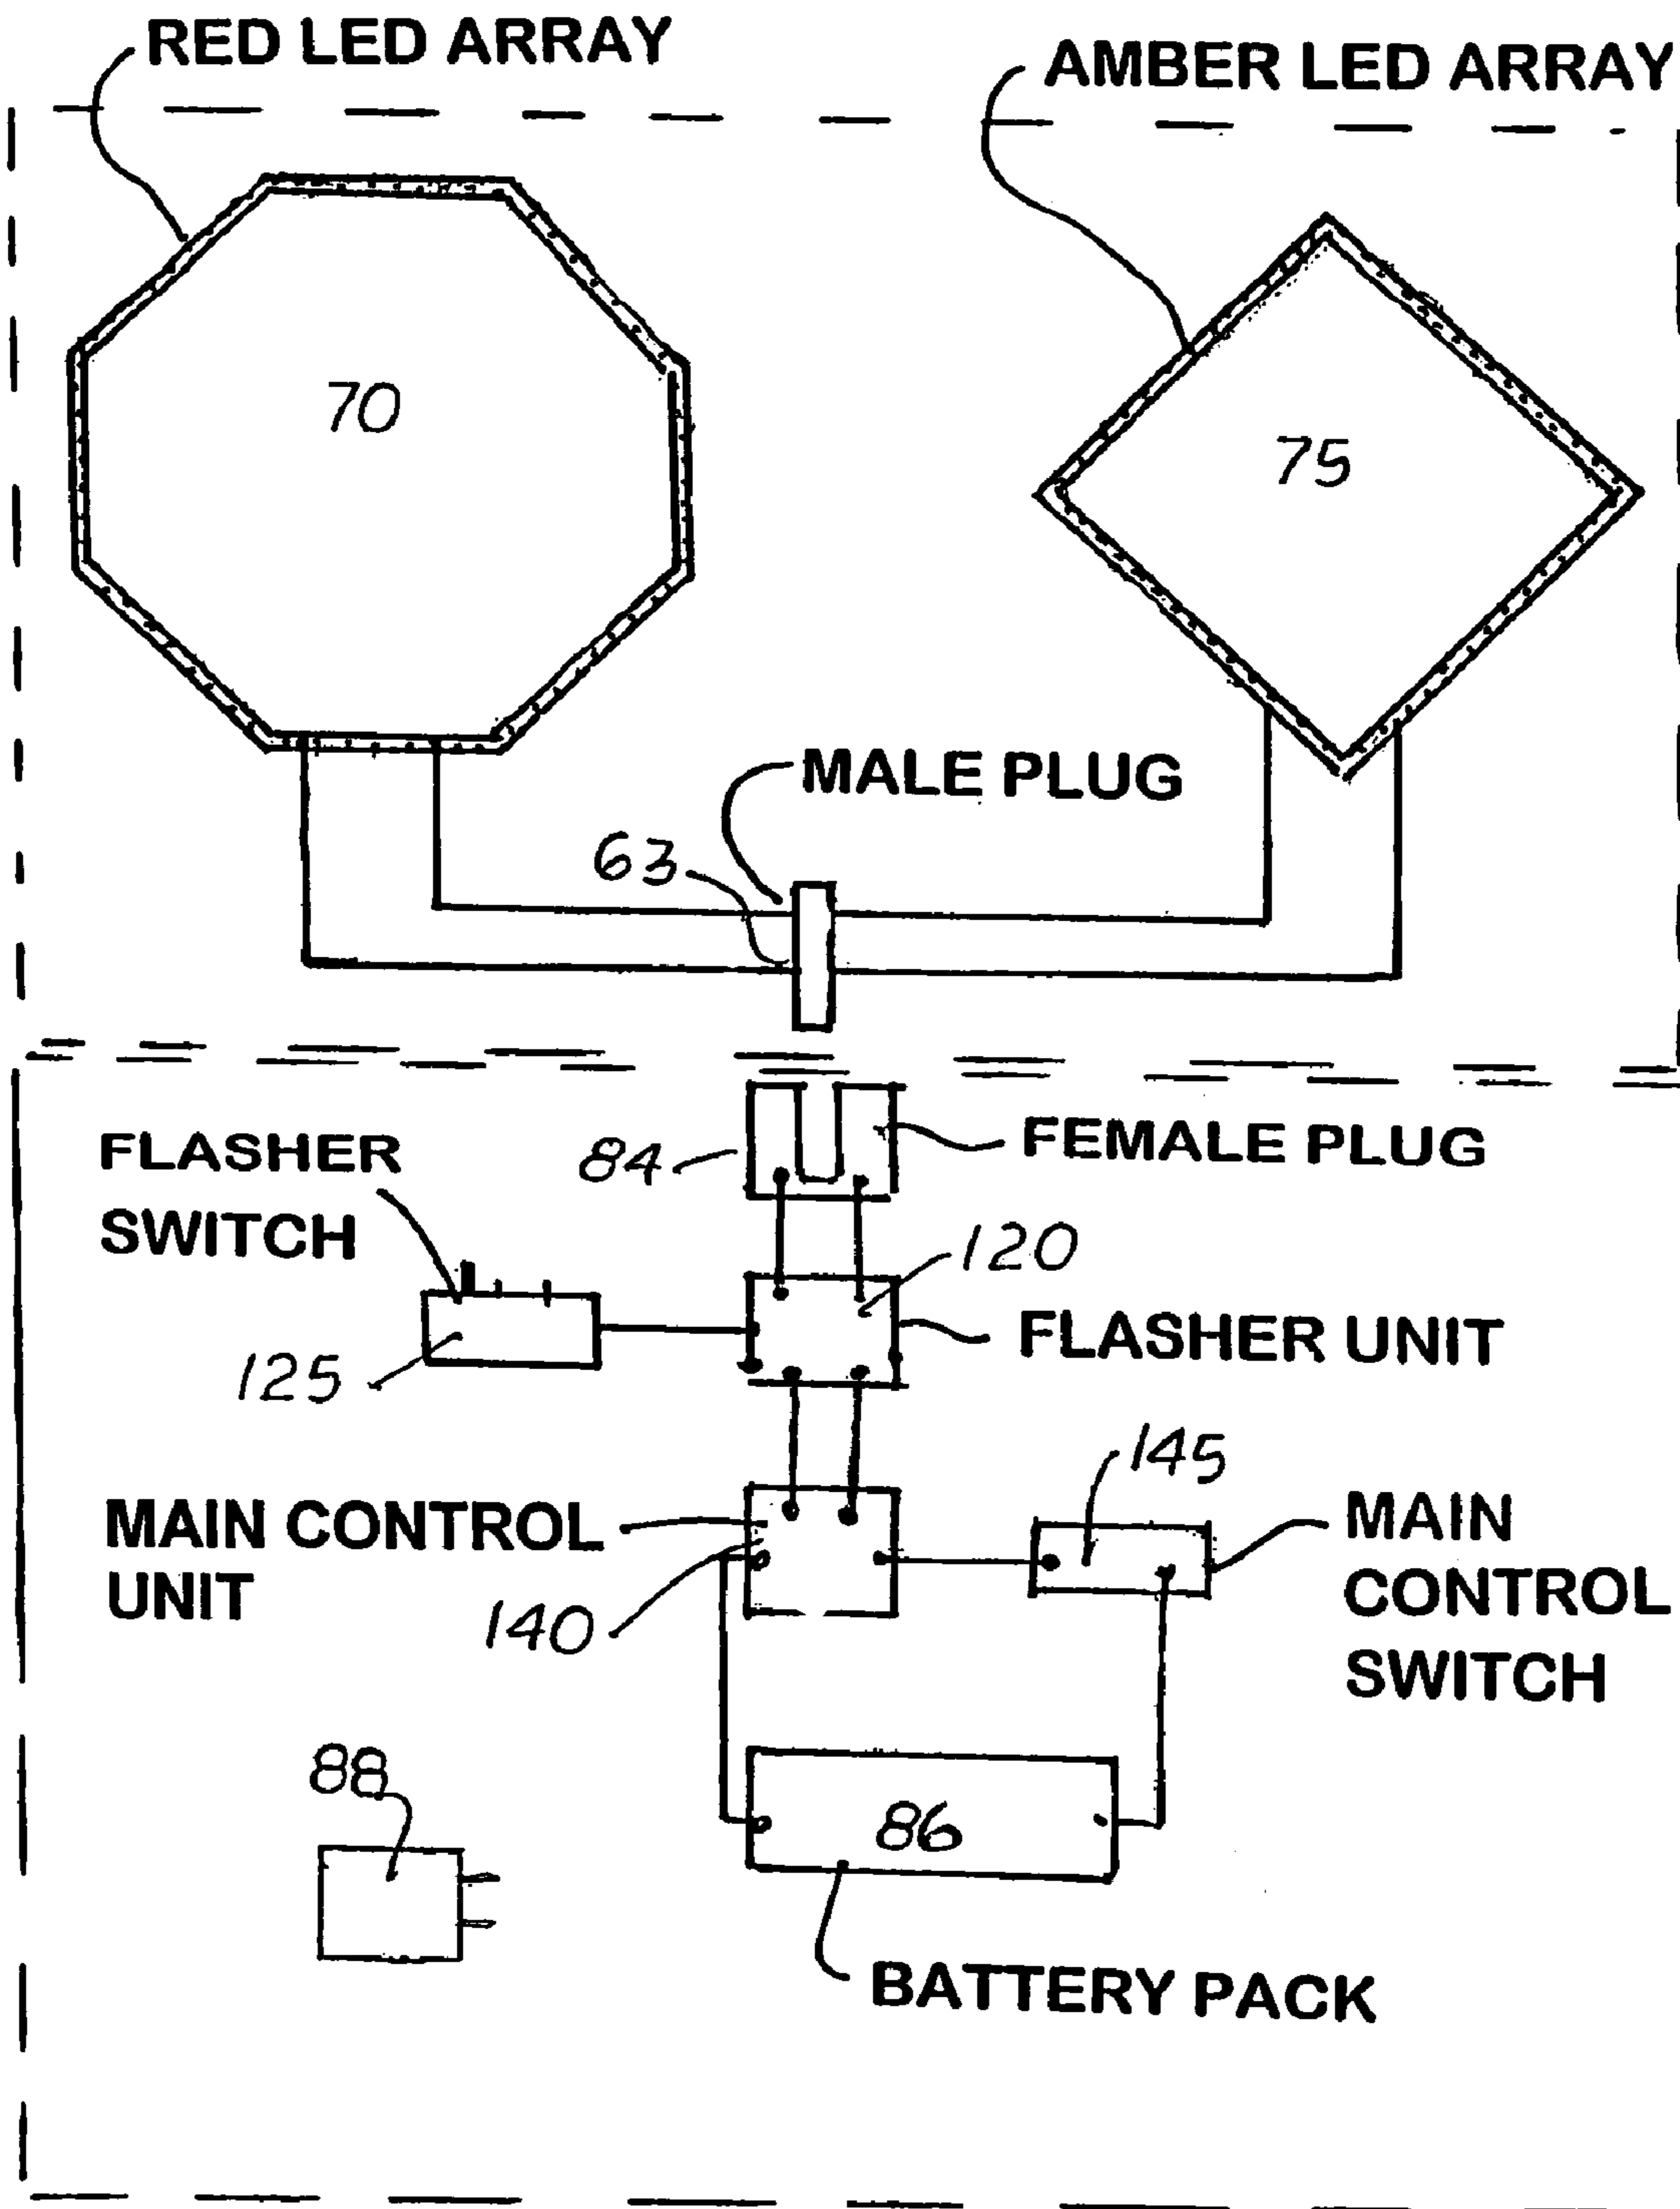 RED LED ARRAY
AMBER LED ARRAY
70
75
MALE PLUG
63
FLASHER
SWITCH
84
FEMALE PLUG
120
125
FLASHER UNIT
145
MAIN CONTROL
UNIT
140
MAIN
CONTROL
SWITCH
88
86
BATTERY PACK